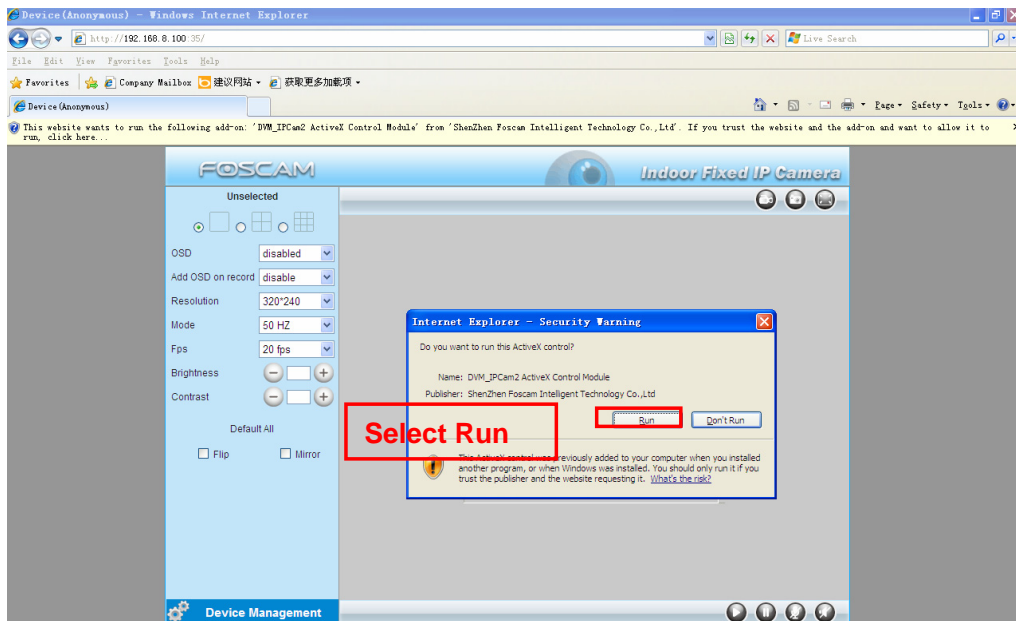 Device(Anonymous) - Windows Internet Explorer
http://192.168.8.100:35/
Live Search
File Edit View Favorites Tools Help
Favorites Company Mailbox 建议网站 获取更多加载项
Device(Anonymous)
Page Safety Tools
This website wants to run the following add-on: 'DVM_IPCam2 ActiveX Control Module' from 'ShenZhen Foscam Intelligent Technology Co.,Ltd'. If you trust the website and the add-on and want to allow it to
run, click here...
FOSCAM
Indoor Fixed IP Camera
Unselected
OSD disabled
Add OSD on record disable
Resolution 320*240
Mode 50 HZ
Fps 20 fps
Brightness
Contrast
Default All
Flip Mirror
Internet Explorer - Security Warning
Do you want to run this ActiveX control?
Name: DVM_IPCam2 ActiveX Control Module
Publisher: ShenZhen Foscam Intelligent Technology Co.,Ltd
Run Don't Run
Select Run
This ActiveX control was previously added to your computer when you installed
another program, or when Windows was installed. You should only run it if you
trust the publisher and the website requesting it. What's the risk?
Device Management